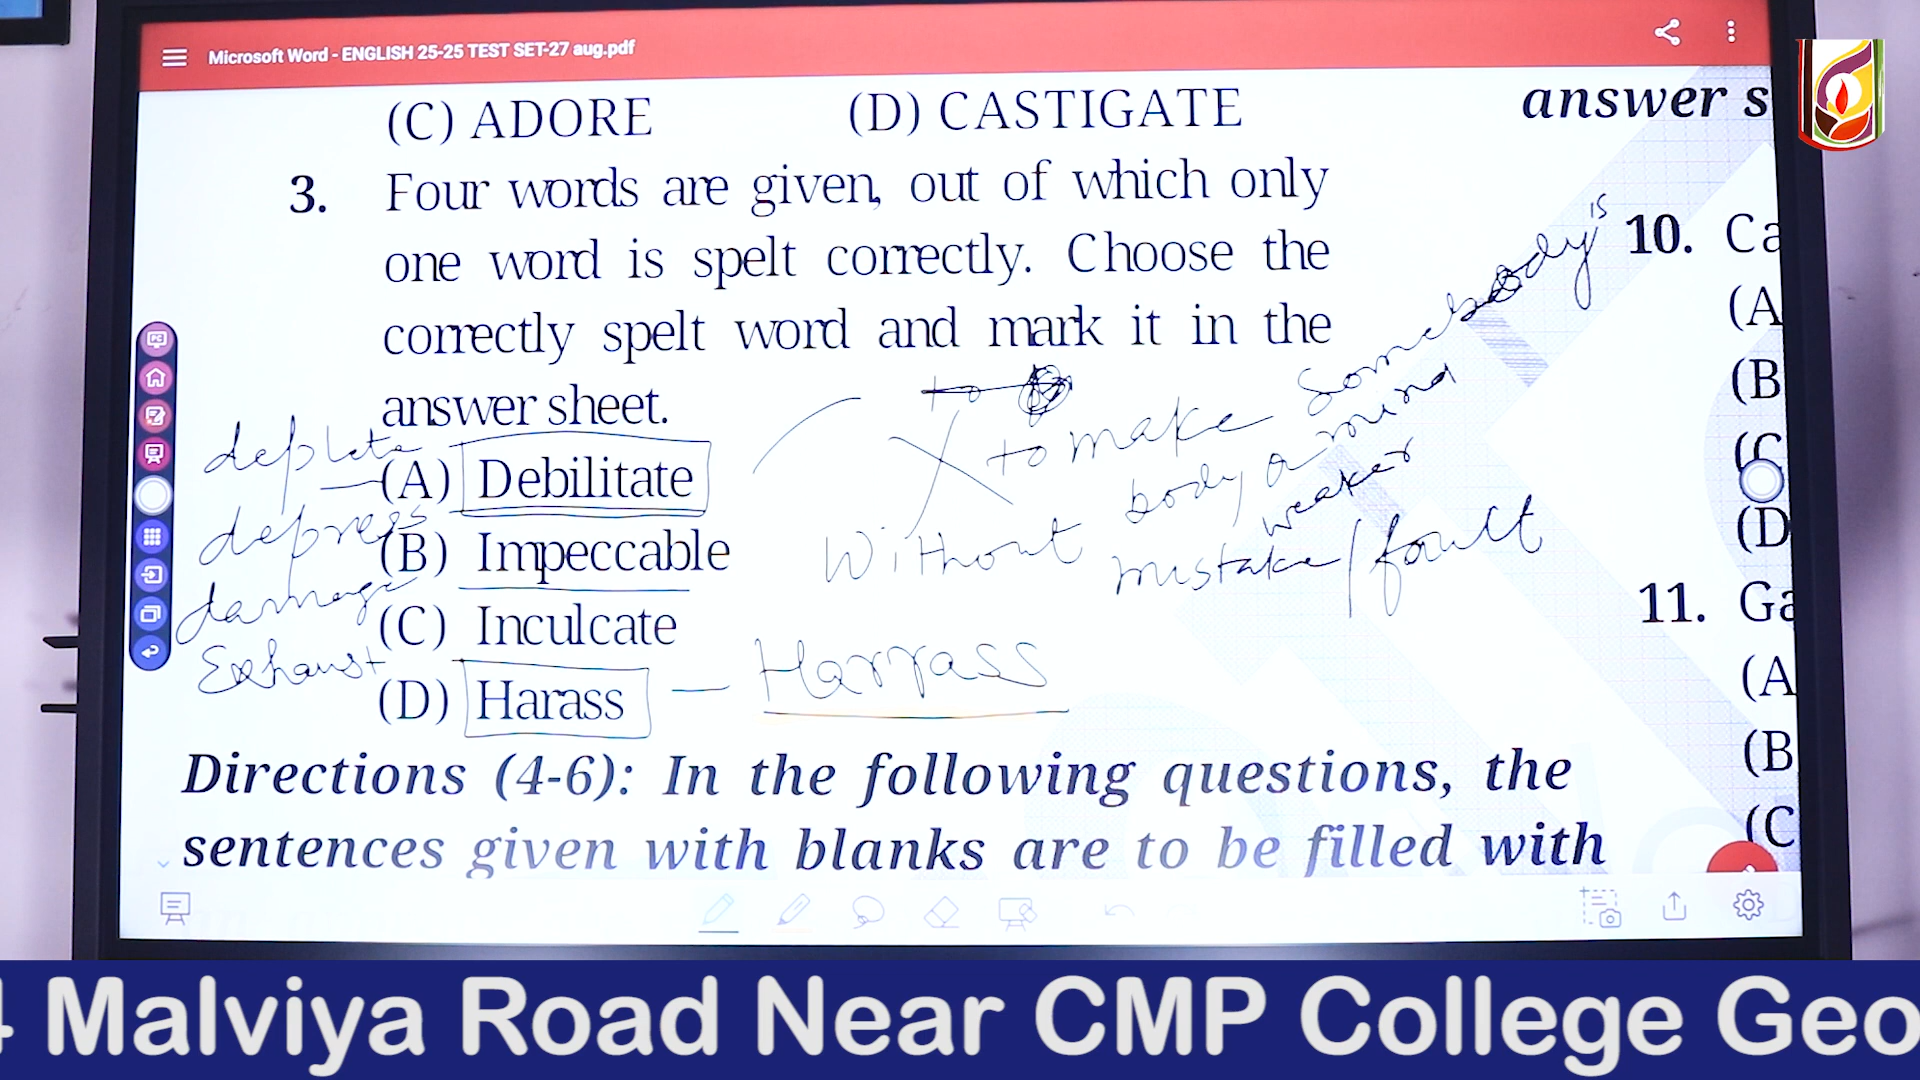 Microsoft Word - ENGLISH 25-25 TEST SET-27 aug.pdf
(C) ADORE (D) CASTIGATE
3. Four words are given, out of which only
one word is spelt correctly. Choose the
correctly spelt word and mark it in the
answer sheet.
(A) Debilitate
(B) Impeccable
(C) Inculcate
(D) Harass
Directions (4-6): In the following questions, the
sentences given with blanks are to be filled with
deplete
depress
damage
Exhaust
to
to make somebody's
body or mind
weaker
Without mistake/fault
Harrass
answer s
10. Ca
(A
(B
(C
(D
11. Ga
(A
(B
(C
4 Malviya Road Near CMP College Geo